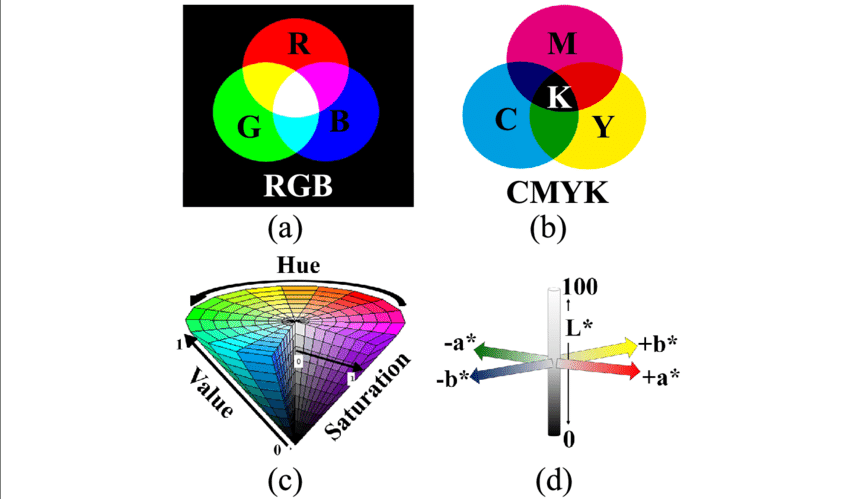 R
G
B
RGB
(a)
M
C
K
Y
CMYK
(b)
Hue
1
Value
0
0
1
Saturation
(c)
100
L*
-a*
+b*
-b*
+a*
0
(d)